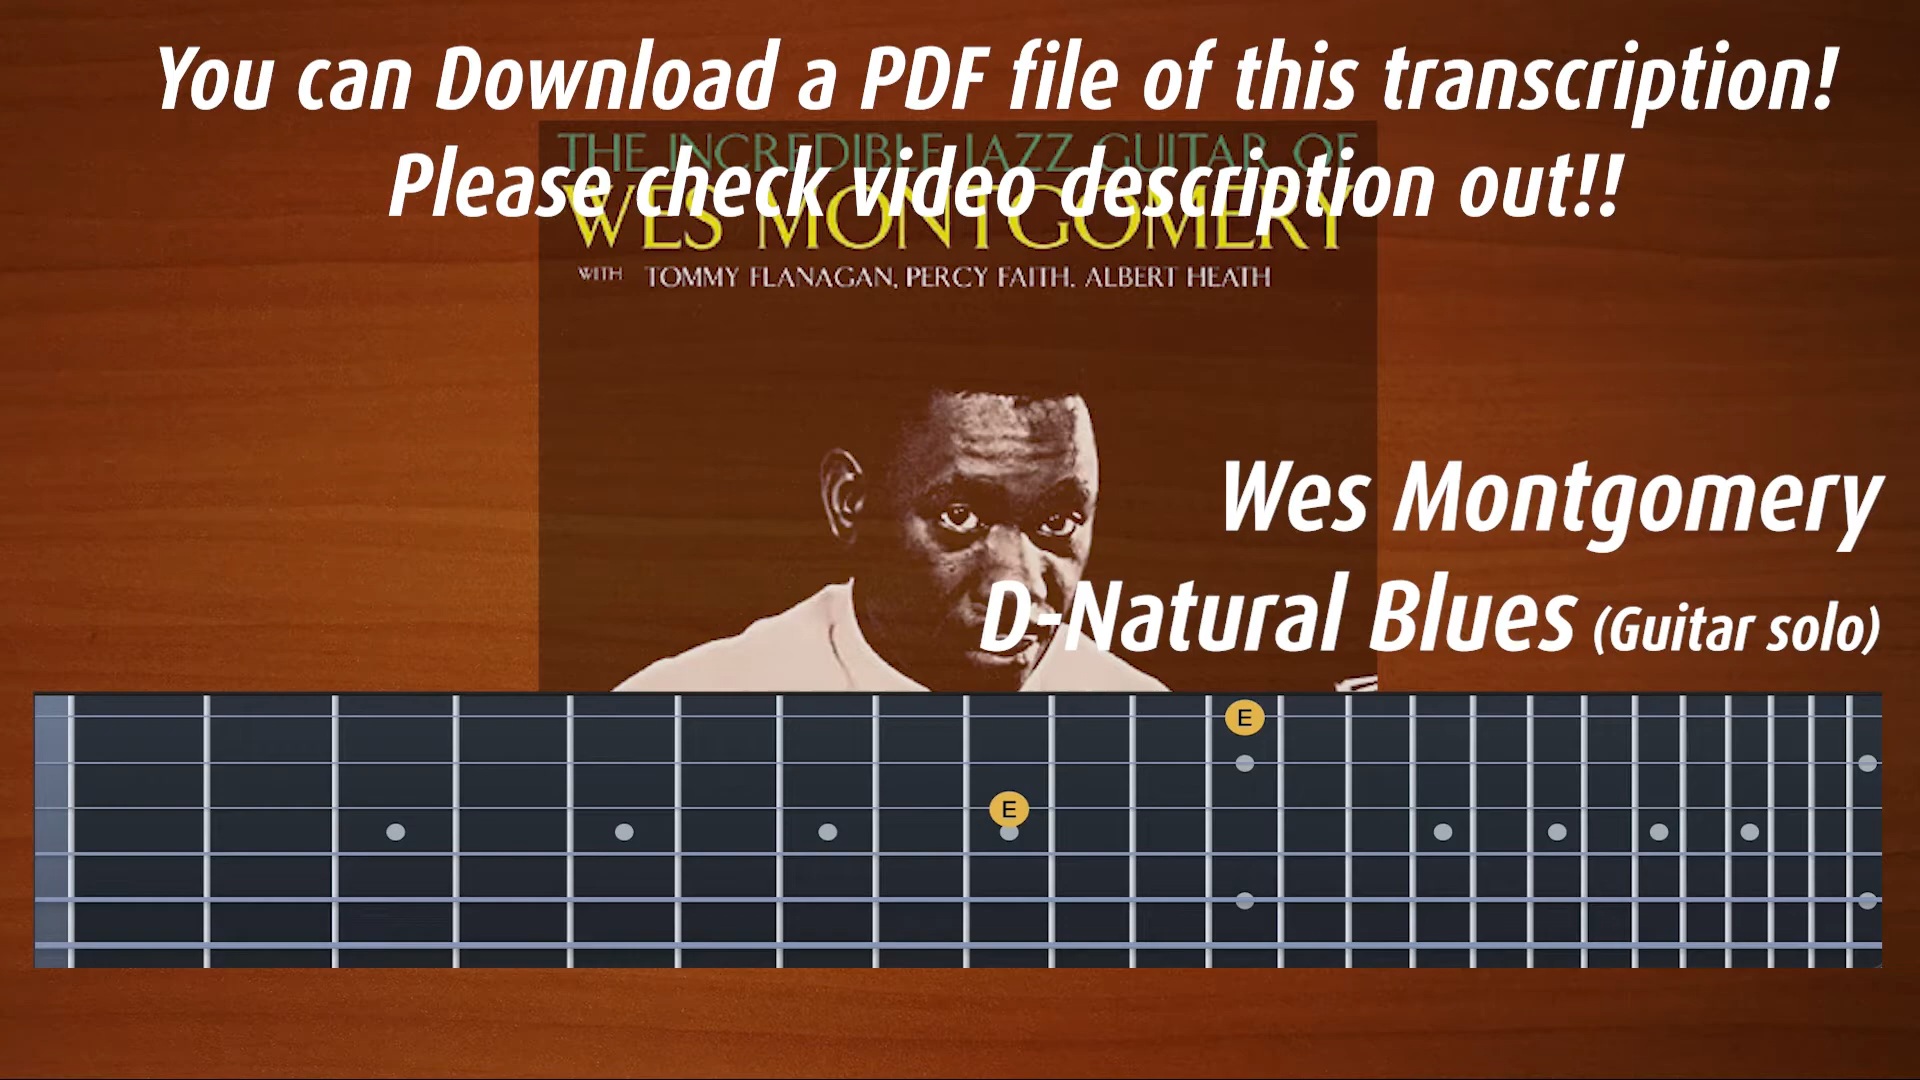 You can Download a PDF file of this transcription!
THE INCREDIBLE JAZZ GUITAR OF
Please check video description out!!
WES MONTGOMERY
WITH TOMMY FLANAGAN, PERCY FAITH, ALBERT HEATH
Wes Montgomery
D-Natural Blues (Guitar solo)
E
E